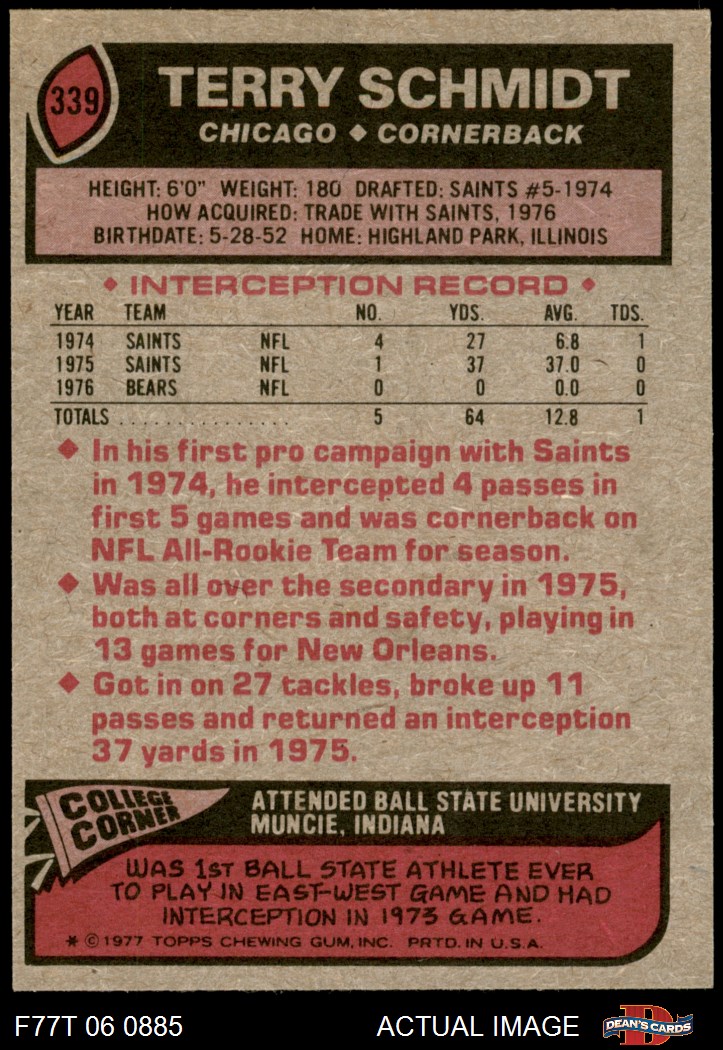 339
TERRY SCHMIDT
CHICAGO ◆ CORNERBACK
HEIGHT: 6'0" WEIGHT: 180 DRAFTED: SAINTS #5-1974
HOW ACQUIRED: TRADE WITH SAINTS, 1976
BIRTHDATE: 5-28-52 HOME: HIGHLAND PARK, ILLINOIS
◆ INTERCEPTION RECORD ◆
YEAR TEAM NO. YDS. AVG. TDS.
1974 SAINTS NFL 4 27 6.8 1
1975 SAINTS NFL 1 37 37.0 0
1976 BEARS NFL 0 0 0.0 0
TOTALS . . . . . . . . . . . . . . . 5 64 12.8 1
◆ In his first pro campaign with Saints
in 1974, he intercepted 4 passes in
first 5 games and was cornerback on
NFL All-Rookie Team for season.
◆ Was all over the secondary in 1975,
both at corners and safety, playing in
13 games for New Orleans.
◆ Got in on 27 tackles, broke up 11
passes and returned an interception
37 yards in 1975.
COLLEGE
CORNER
ATTENDED BALL STATE UNIVERSITY
MUNCIE, INDIANA
WAS 1ST BALL STATE ATHLETE EVER
TO PLAY IN EAST-WEST GAME AND HAD
INTERCEPTION IN 1973 GAME.
* © 1977 TOPPS CHEWING GUM, INC. PRTD. IN U.S.A.
F77T 06 0885 ACTUAL IMAGE
D
DEAN'S CARDS